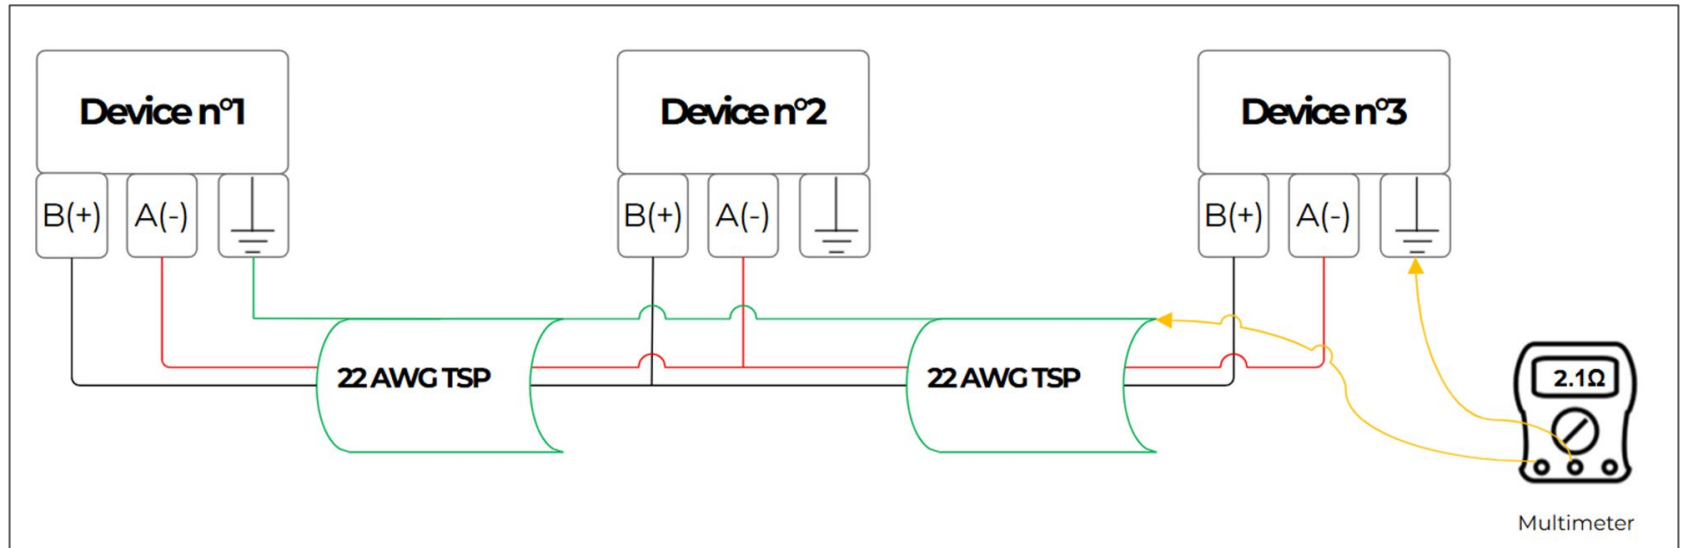 Device n°1
Device n°2
Device n°3
B(+)
A(-)
B(+)
A(-)
B(+)
A(-)
22 AWG TSP
22 AWG TSP
2.1Ω
Multimeter